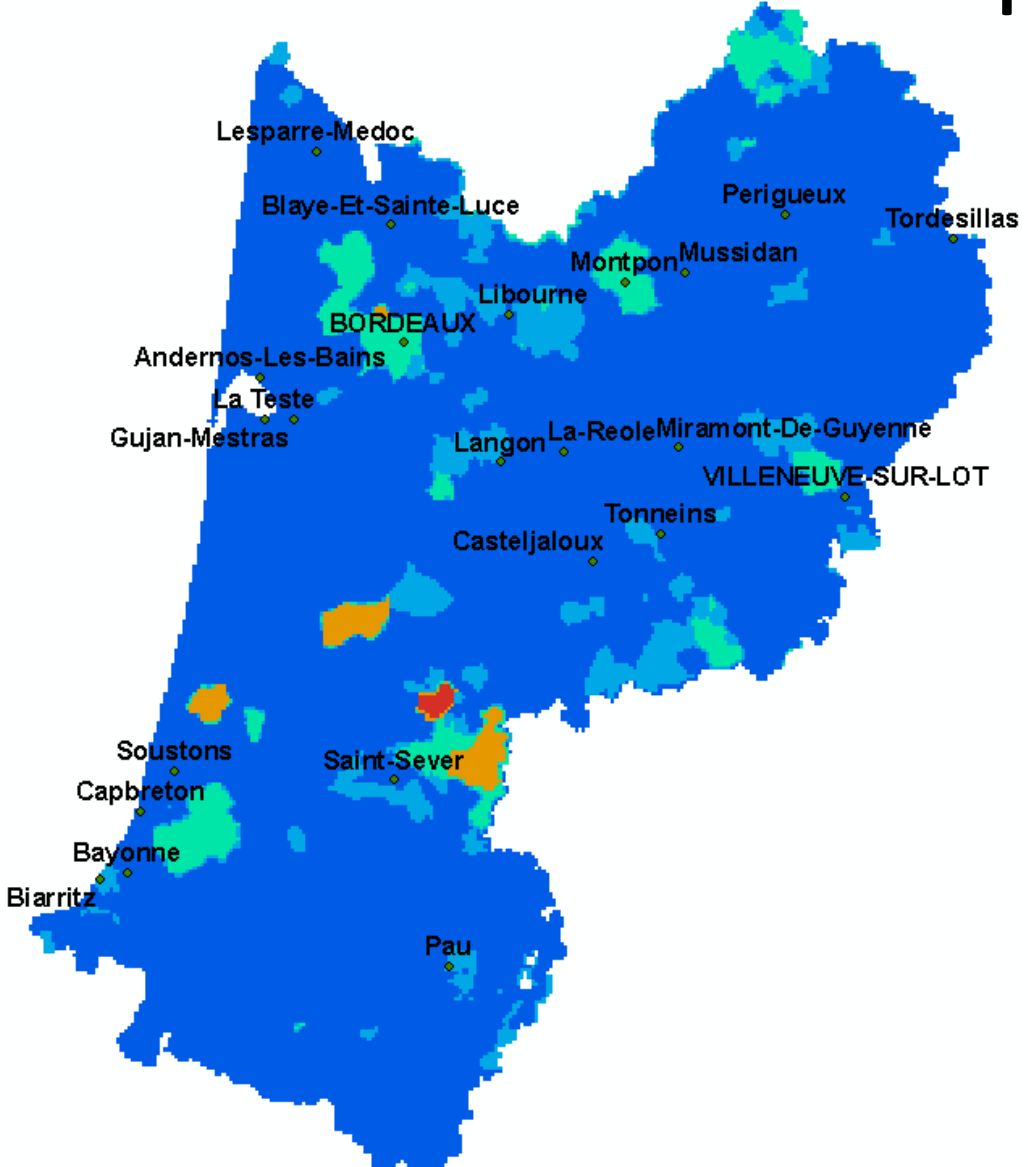 Lesparre-Medoc
Perigueux
Blaye-Et-Sainte-Luce
Tordesillas
Mussidan
Montpon
Libourne
BORDEAUX
Andernos-Les-Bains
La Teste
Miramont-De-Guyenne
La-Reole
Gujan-Mestras
Langon
VILLENEUVE-SUR-LOT
Tonneins
Casteljaloux
Soustons
Saint-Sever
Capbreton
Bayonne
Biarritz
Pau